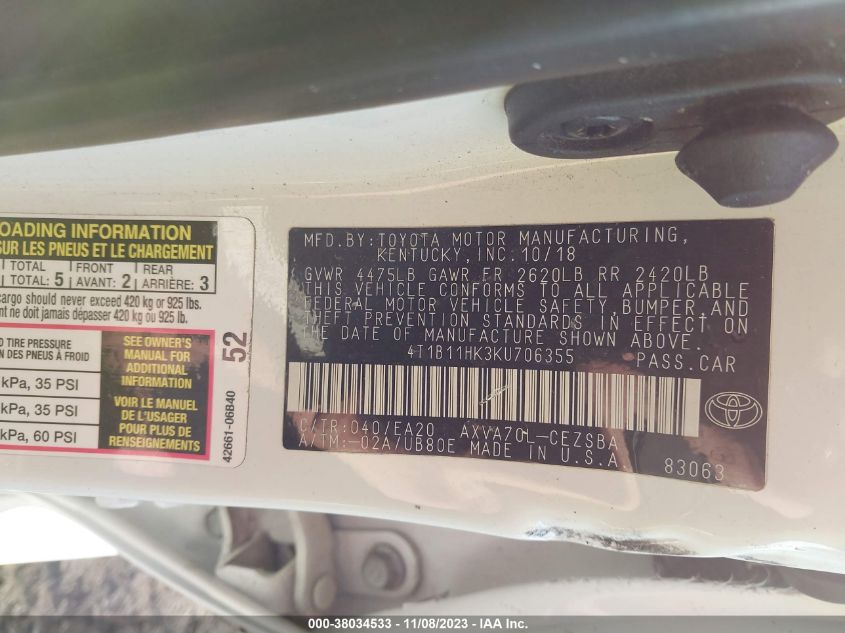 OADING INFORMATION
SUR LES PNEUS ET LE CHARGEMENT
TOTAL FRONT REAR
TOTAL: 5 AVANT: 2 ARRIÈRE: 3
cargo should never exceed 420 kg or 925 lbs.
nt ne doit jamais dépasser 420 kg ou 925 lb.
TIRE PRESSURE
DES PNEUS À FROID
kPa, 35 PSI
kPa, 35 PSI
kPa, 60 PSI
SEE OWNER'S
MANUAL FOR
ADDITIONAL
INFORMATION
VOIR LE MANUEL
DE L'USAGER
POUR PLUS DE
RENSEIGNEMENTS
52
42661-06B40
MFD. BY: TOYOTA MOTOR MANUFACTURING,
KENTUCKY, INC. 10/18
GVWR 4475LB GAWR FR 2620LB RR 2420LB
THIS VEHICLE CONFORMS TO ALL APPLICABLE
FEDERAL MOTOR VEHICLE SAFETY, BUMPER, AND
THEFT PREVENTION STANDARDS IN EFFECT ON
THE DATE OF MANUFACTURE SHOWN ABOVE.
4T1B11HK3KU706355 PASS.CAR
C/TR:040/EA20 AXVA70L-CEZSBA
A/TM:-02A/UB80E MADE IN U.S.A. 83063
000-38034533 — 11/08/2023 — IAA Inc.